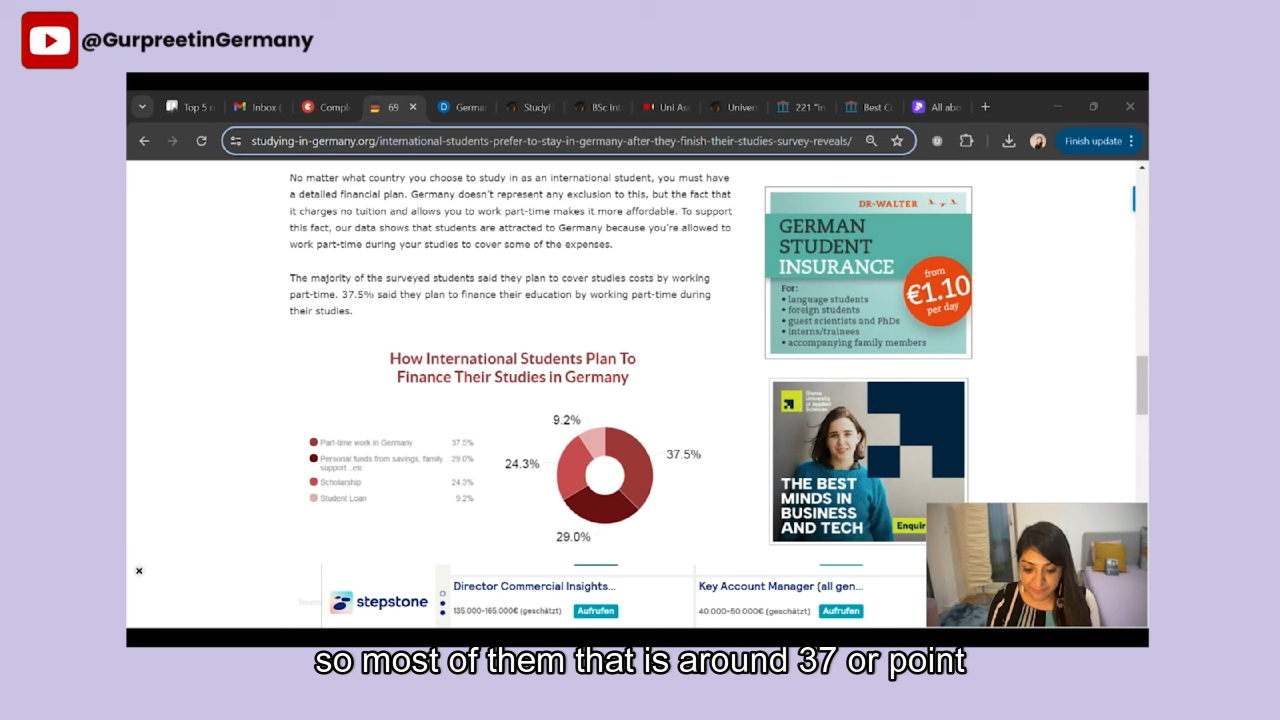 @GurpreetinGermany
Top 5 r
Inbox (
Compl
69
Germa
StudyF
BSc Int
Uni As
Univer
221 "in
Best Co
All abo
studying-in-germany.org/international-students-prefer-to-stay-in-germany-after-they-finish-their-studies-survey-reveals/
Finish update
No matter what country you choose to study in as an international student, you must have
a detailed financial plan. Germany doesn't represent any exclusion to this, but the fact that
it charges no tuition and allows you to work part-time makes it more affordable. To support
this fact, our data shows that students are attracted to Germany because you're allowed to
work part-time during your studies to cover some of the expenses.
The majority of the surveyed students said they plan to cover studies costs by working
part-time. 37.5% said they plan to finance their education by working part-time during
their studies.
How International Students Plan To
Finance Their Studies in Germany
Part-time work in Germany 37.5%
Personal funds from savings, family 29.0%
support...etc
Scholarship 24.3%
Student Loan 9.2%
9.2%
37.5%
24.3%
29.0%
DR-WALTER
GERMAN
STUDENT
INSURANCE
from
€1.10
per day
For:
• language students
• foreign students
• guest scientists and PhDs
• interns/trainees
• accompanying family members
Gisma
University
of Applied
Sciences
THE BEST
MINDS IN
BUSINESS
AND TECH
Enquir
Source
stepstone
Director Commercial Insights...
135.000-165.000€ (geschätzt)
Aufrufen
Key Account Manager (all gen...
40.000-50.000€ (geschätzt)
Aufrufen
so most of them that is around 37 or point